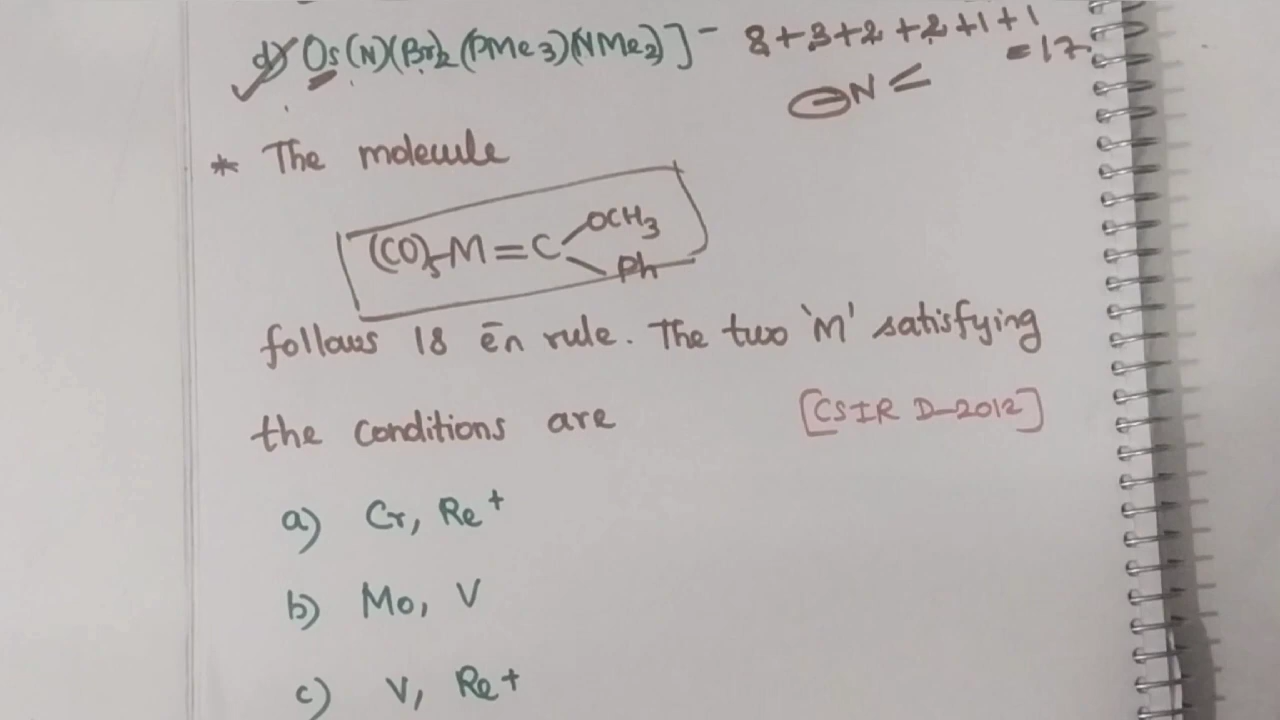 d) Os(N)(Br)2 (PMe3)(NMe2)]- 8+3+2+2+1+1
=17
⊖N<
* The molecule
(CO)5-M=C
OCH3
Ph
follows 18 ēn rule. The two 'M' satisfying
the conditions are [CSIR D-2012]
a) Cr, Re+
b) Mo, V
c) V, Re+